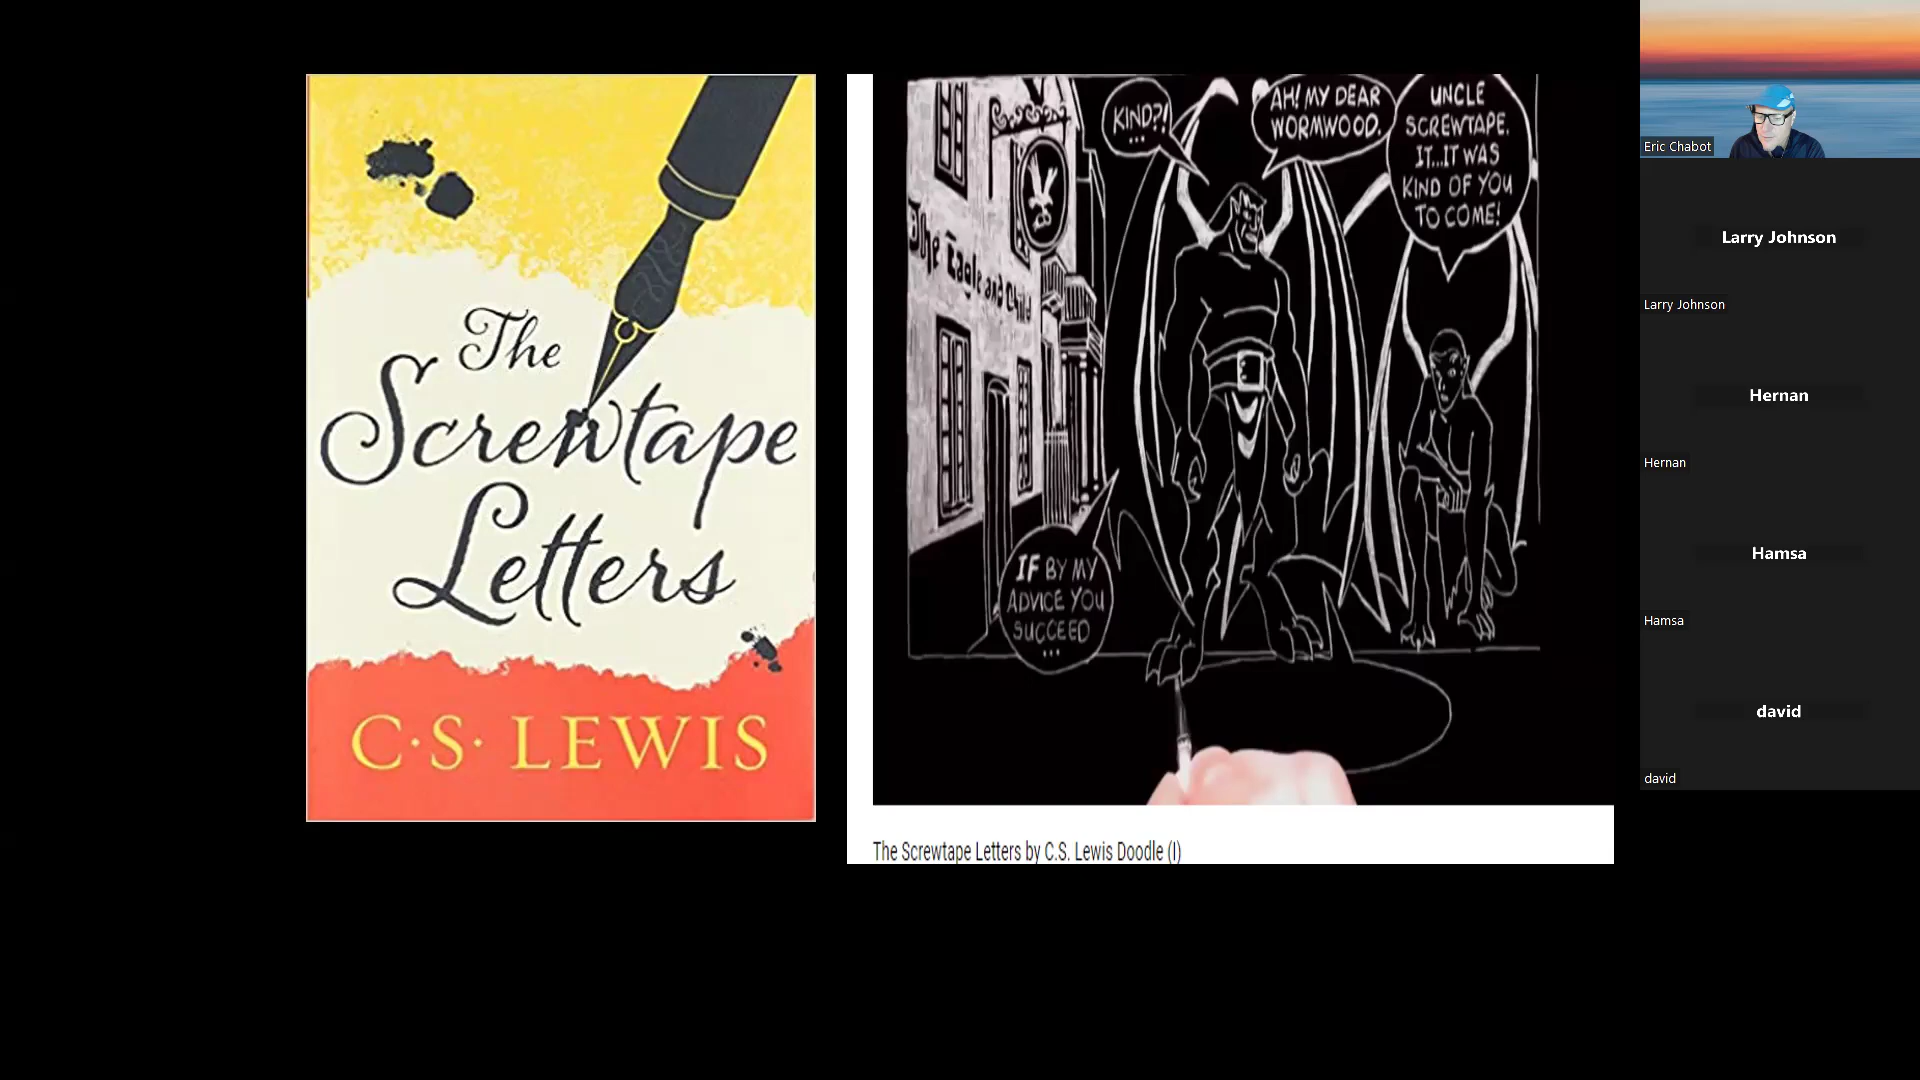 The
Screwtape
Letters
C·S· LEWIS
KIND?!
...
AH! MY DEAR
WORMWOOD.
UNCLE
SCREWTAPE.
IT...IT WAS
KIND OF YOU
TO COME!
The Eagle and Child
IF BY MY
ADVICE YOU
SUCCEED
...
The Screwtape Letters by C.S. Lewis Doodle (I)
Eric Chabot
Larry Johnson
Larry Johnson
Hernan
Hernan
Hamsa
Hamsa
david
david